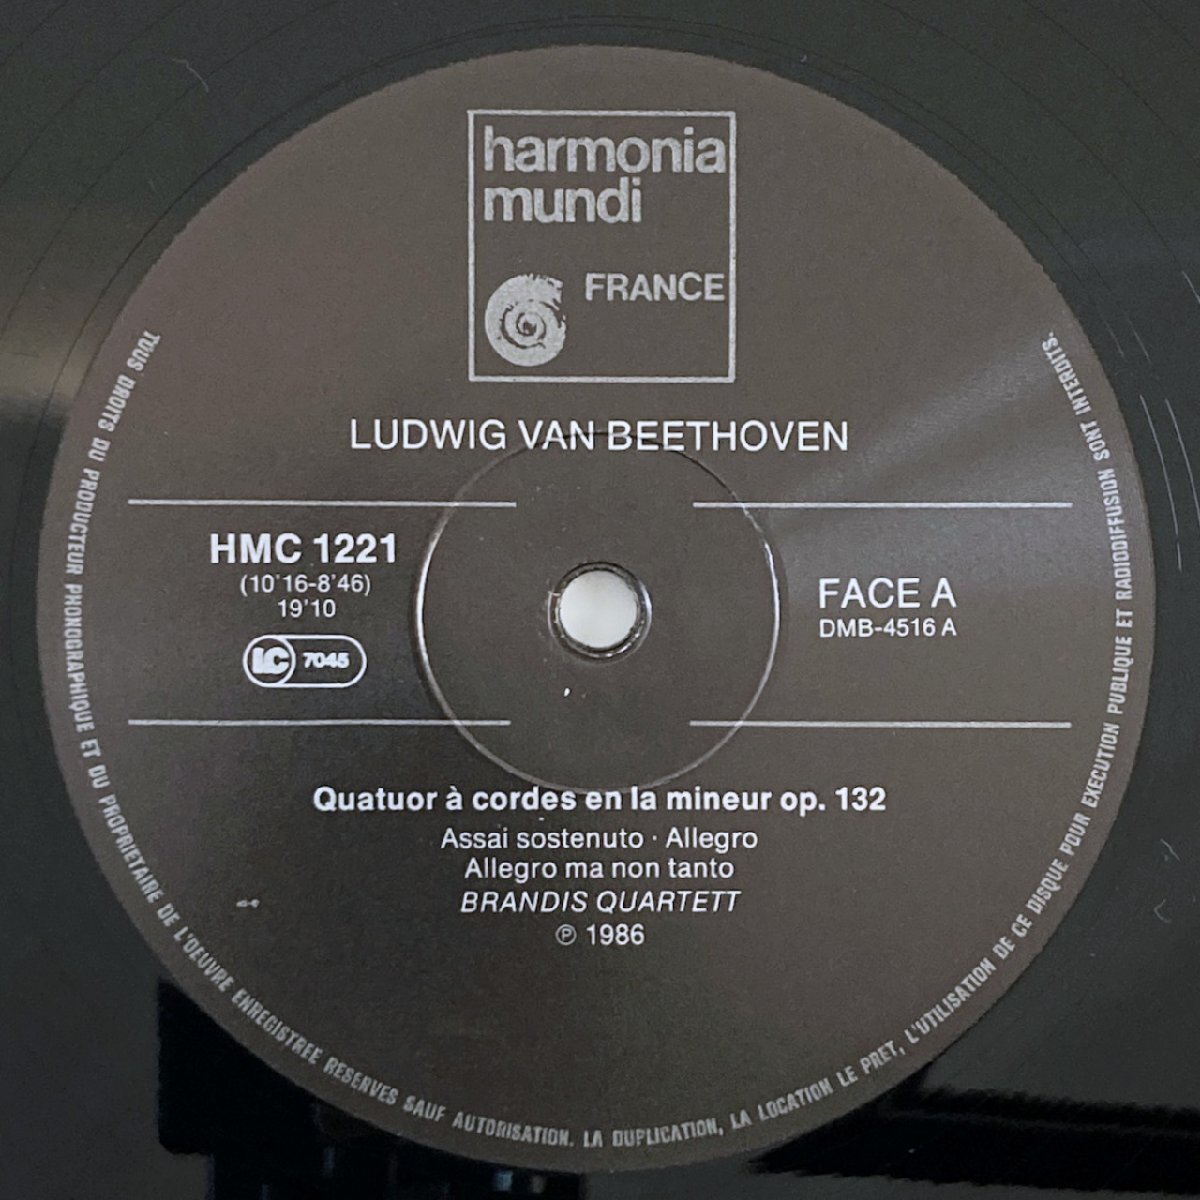 harmonia
mundi
FRANCE
LUDWIG VAN BEETHOVEN
HMC 1221
(10'16-8'46)
19'10
LC 7045
FACE A
DMB-4516 A
Quatuor à cordes en la mineur op. 132
Assai sostenuto · Allegro
Allegro ma non tanto
BRANDIS QUARTETT
℗ 1986
TOUS DROITS DU PRODUCTEUR PHONOGRAPHIQUE ET DU PROPRIETAIRE DE L'OEUVRE ENREGISTREE RESERVES SAUF AUTORISATION. LA DUPLICATION, LA LOCATION LE PRET, L'UTILISATION DE CE DISQUE POUR EXECUTION PUBLIQUE ET RADIODIFFUSION SONT INTERDITS.